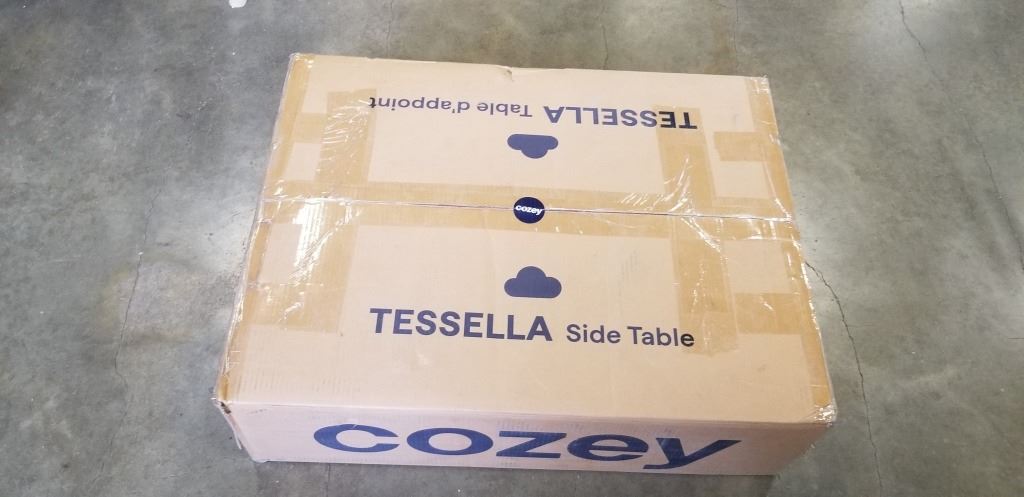 TESSELLA Table d'appoint
cozey
TESSELLA Side Table
cozey